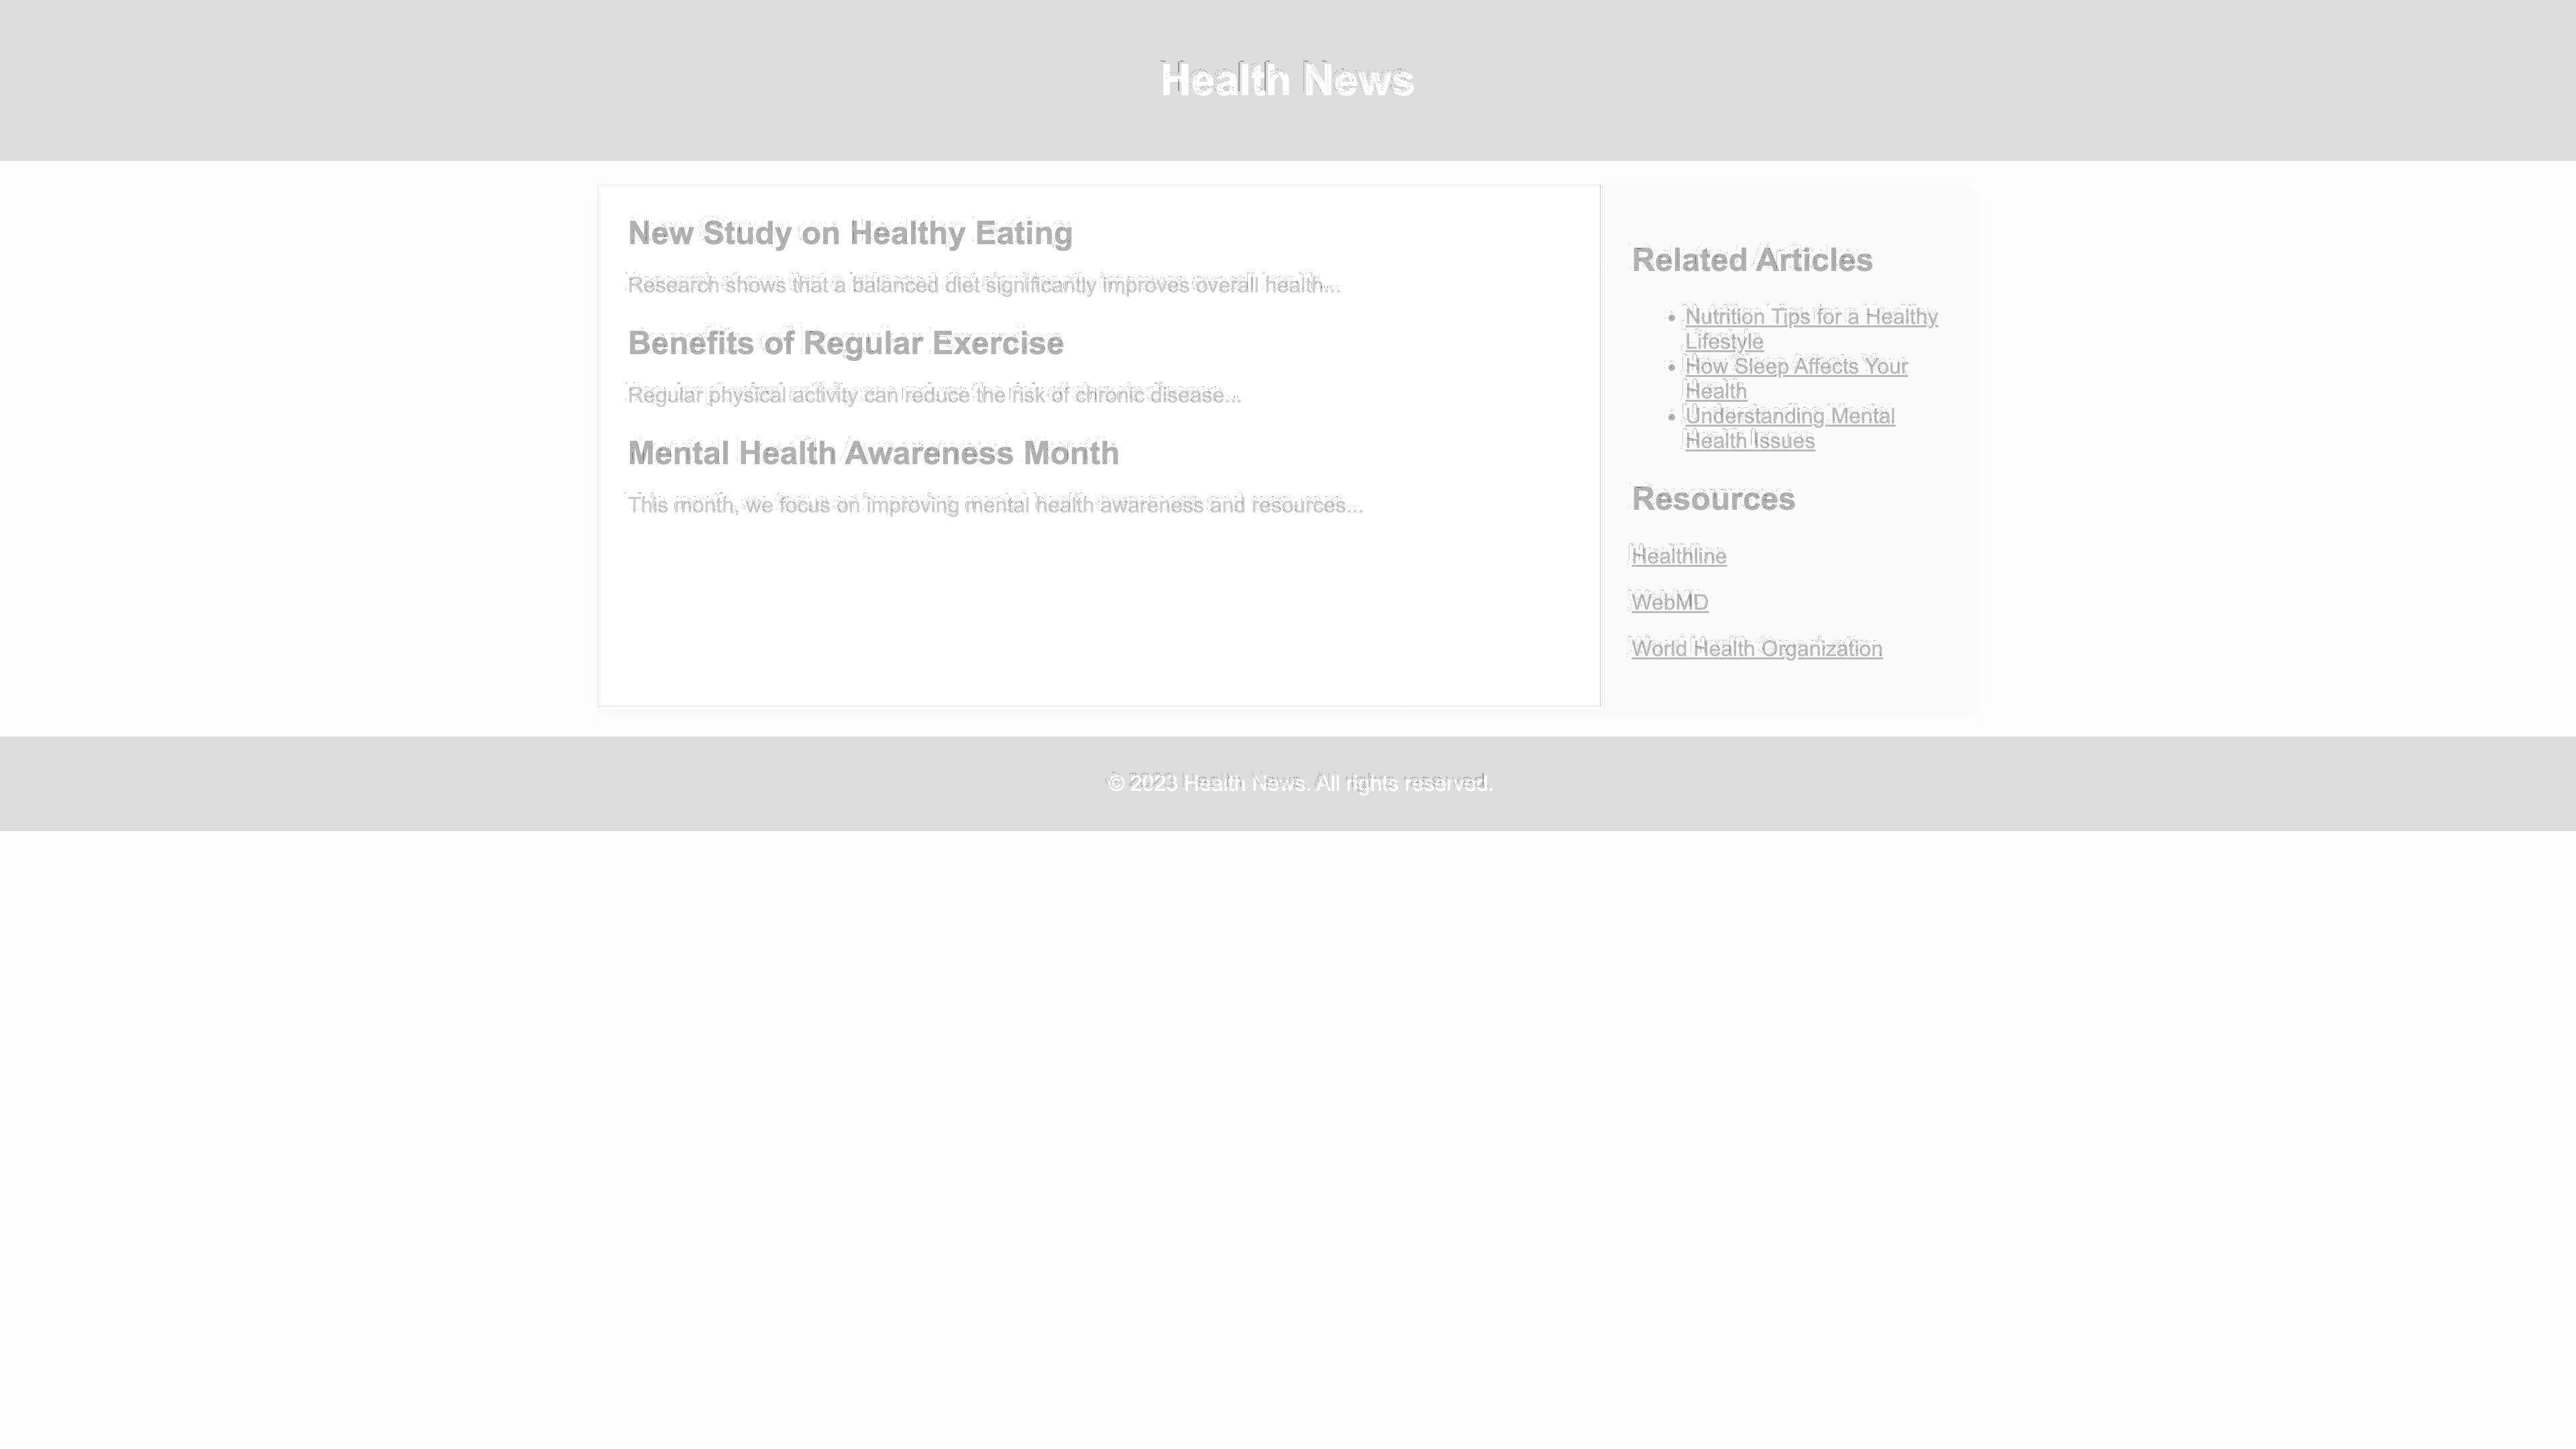 Health News
New Study on Healthy Eating
Research shows that a balanced diet significantly improves overall health...
Benefits of Regular Exercise
Regular physical activity can reduce the risk of chronic disease...
Mental Health Awareness Month
This month, we focus on improving mental health awareness and resources...
Related Articles
• Nutrition Tips for a Healthy
Lifestyle
• How Sleep Affects Your
Health
• Understanding Mental
Health Issues
Resources
Healthline
WebMD
World Health Organization
© 2023 Health News. All rights reserved.